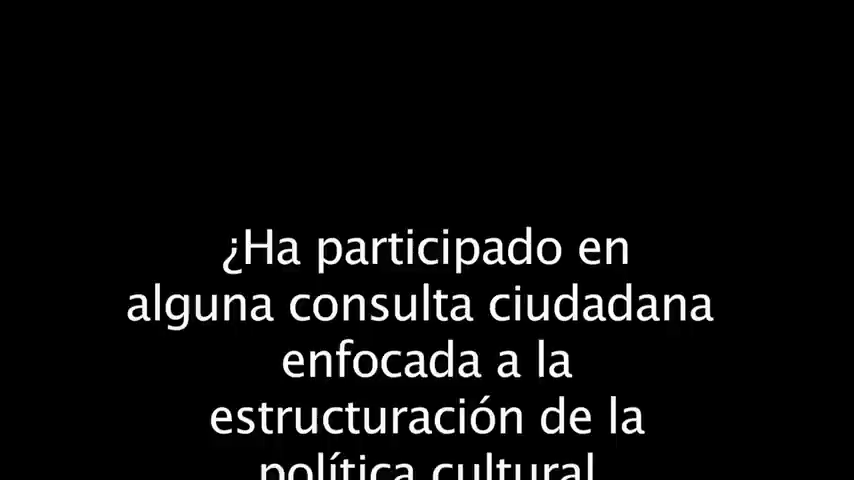 ¿Ha participado en
alguna consulta ciudadana
enfocada a la
estructuración de la
política cultural